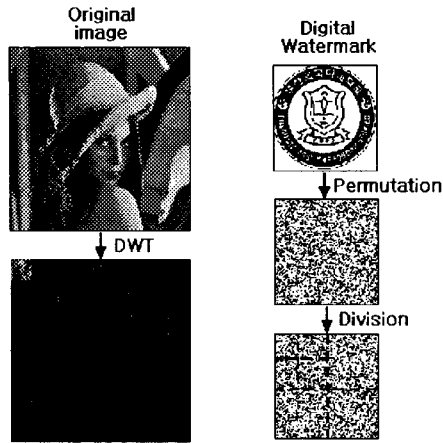 Original
image
Digital
Watermark
Permutation
DWT
Division